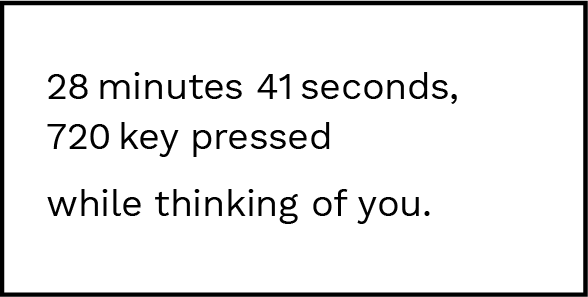 28 minutes 41 seconds,
720 key pressed
while thinking of you.